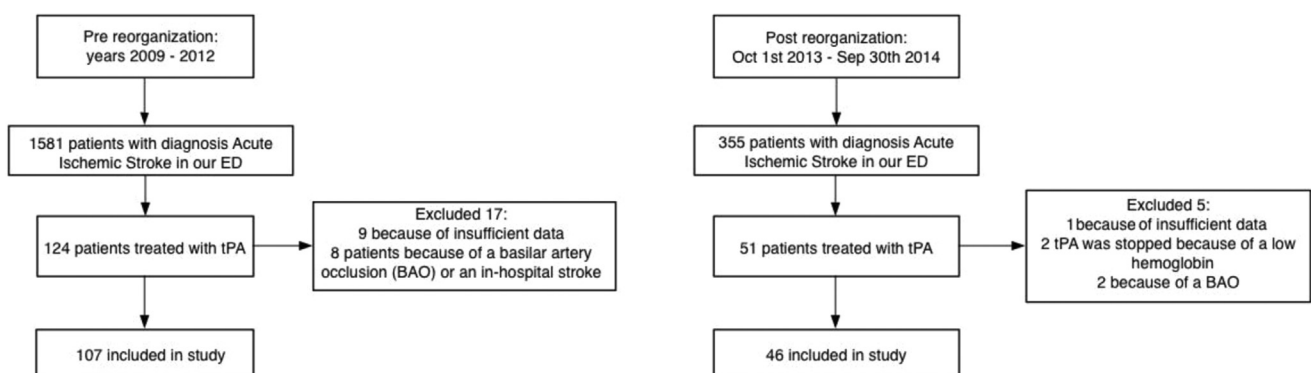 Pre reorganization:
years 2009 - 2012
1581 patients with diagnosis Acute
Ischemic Stroke in our ED
124 patients treated with tPA
Excluded 17:
9 because of insufficient data
8 patients because of a basilar artery
occlusion (BAO) or an in-hospital stroke
107 included in study
Post reorganization:
Oct 1st 2013 - Sep 30th 2014
355 patients with diagnosis Acute
Ischemic Stroke in our ED
51 patients treated with tPA
Excluded 5:
1 because of insufficient data
2 tPA was stopped because of a low
hemoglobin
2 because of a BAO
46 included in study